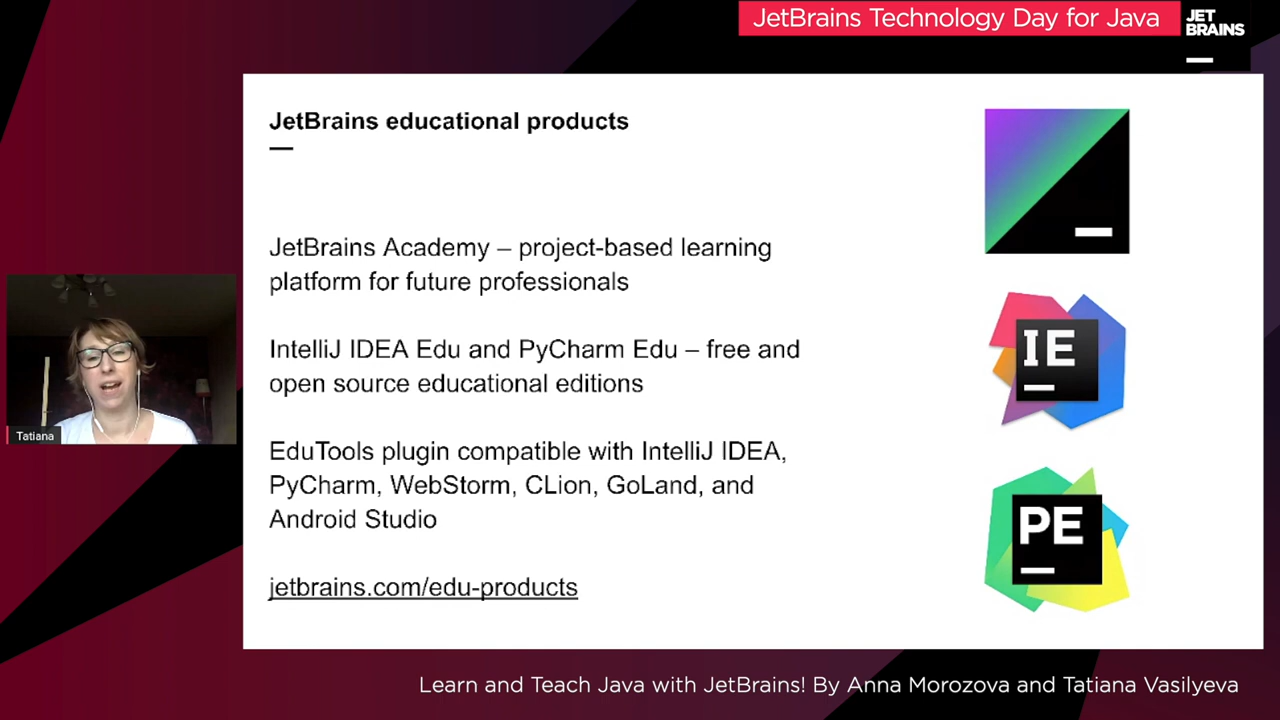 JetBrains Technology Day for Java
JET
BRAINS
JetBrains educational products
JetBrains Academy – project-based learning
platform for future professionals
IntelliJ IDEA Edu and PyCharm Edu – free and
open source educational editions
EduTools plugin compatible with IntelliJ IDEA,
PyCharm, WebStorm, CLion, GoLand, and
Android Studio
jetbrains.com/edu-products
IE
PE
Tatiana
Learn and Teach Java with JetBrains! By Anna Morozova and Tatiana Vasilyeva